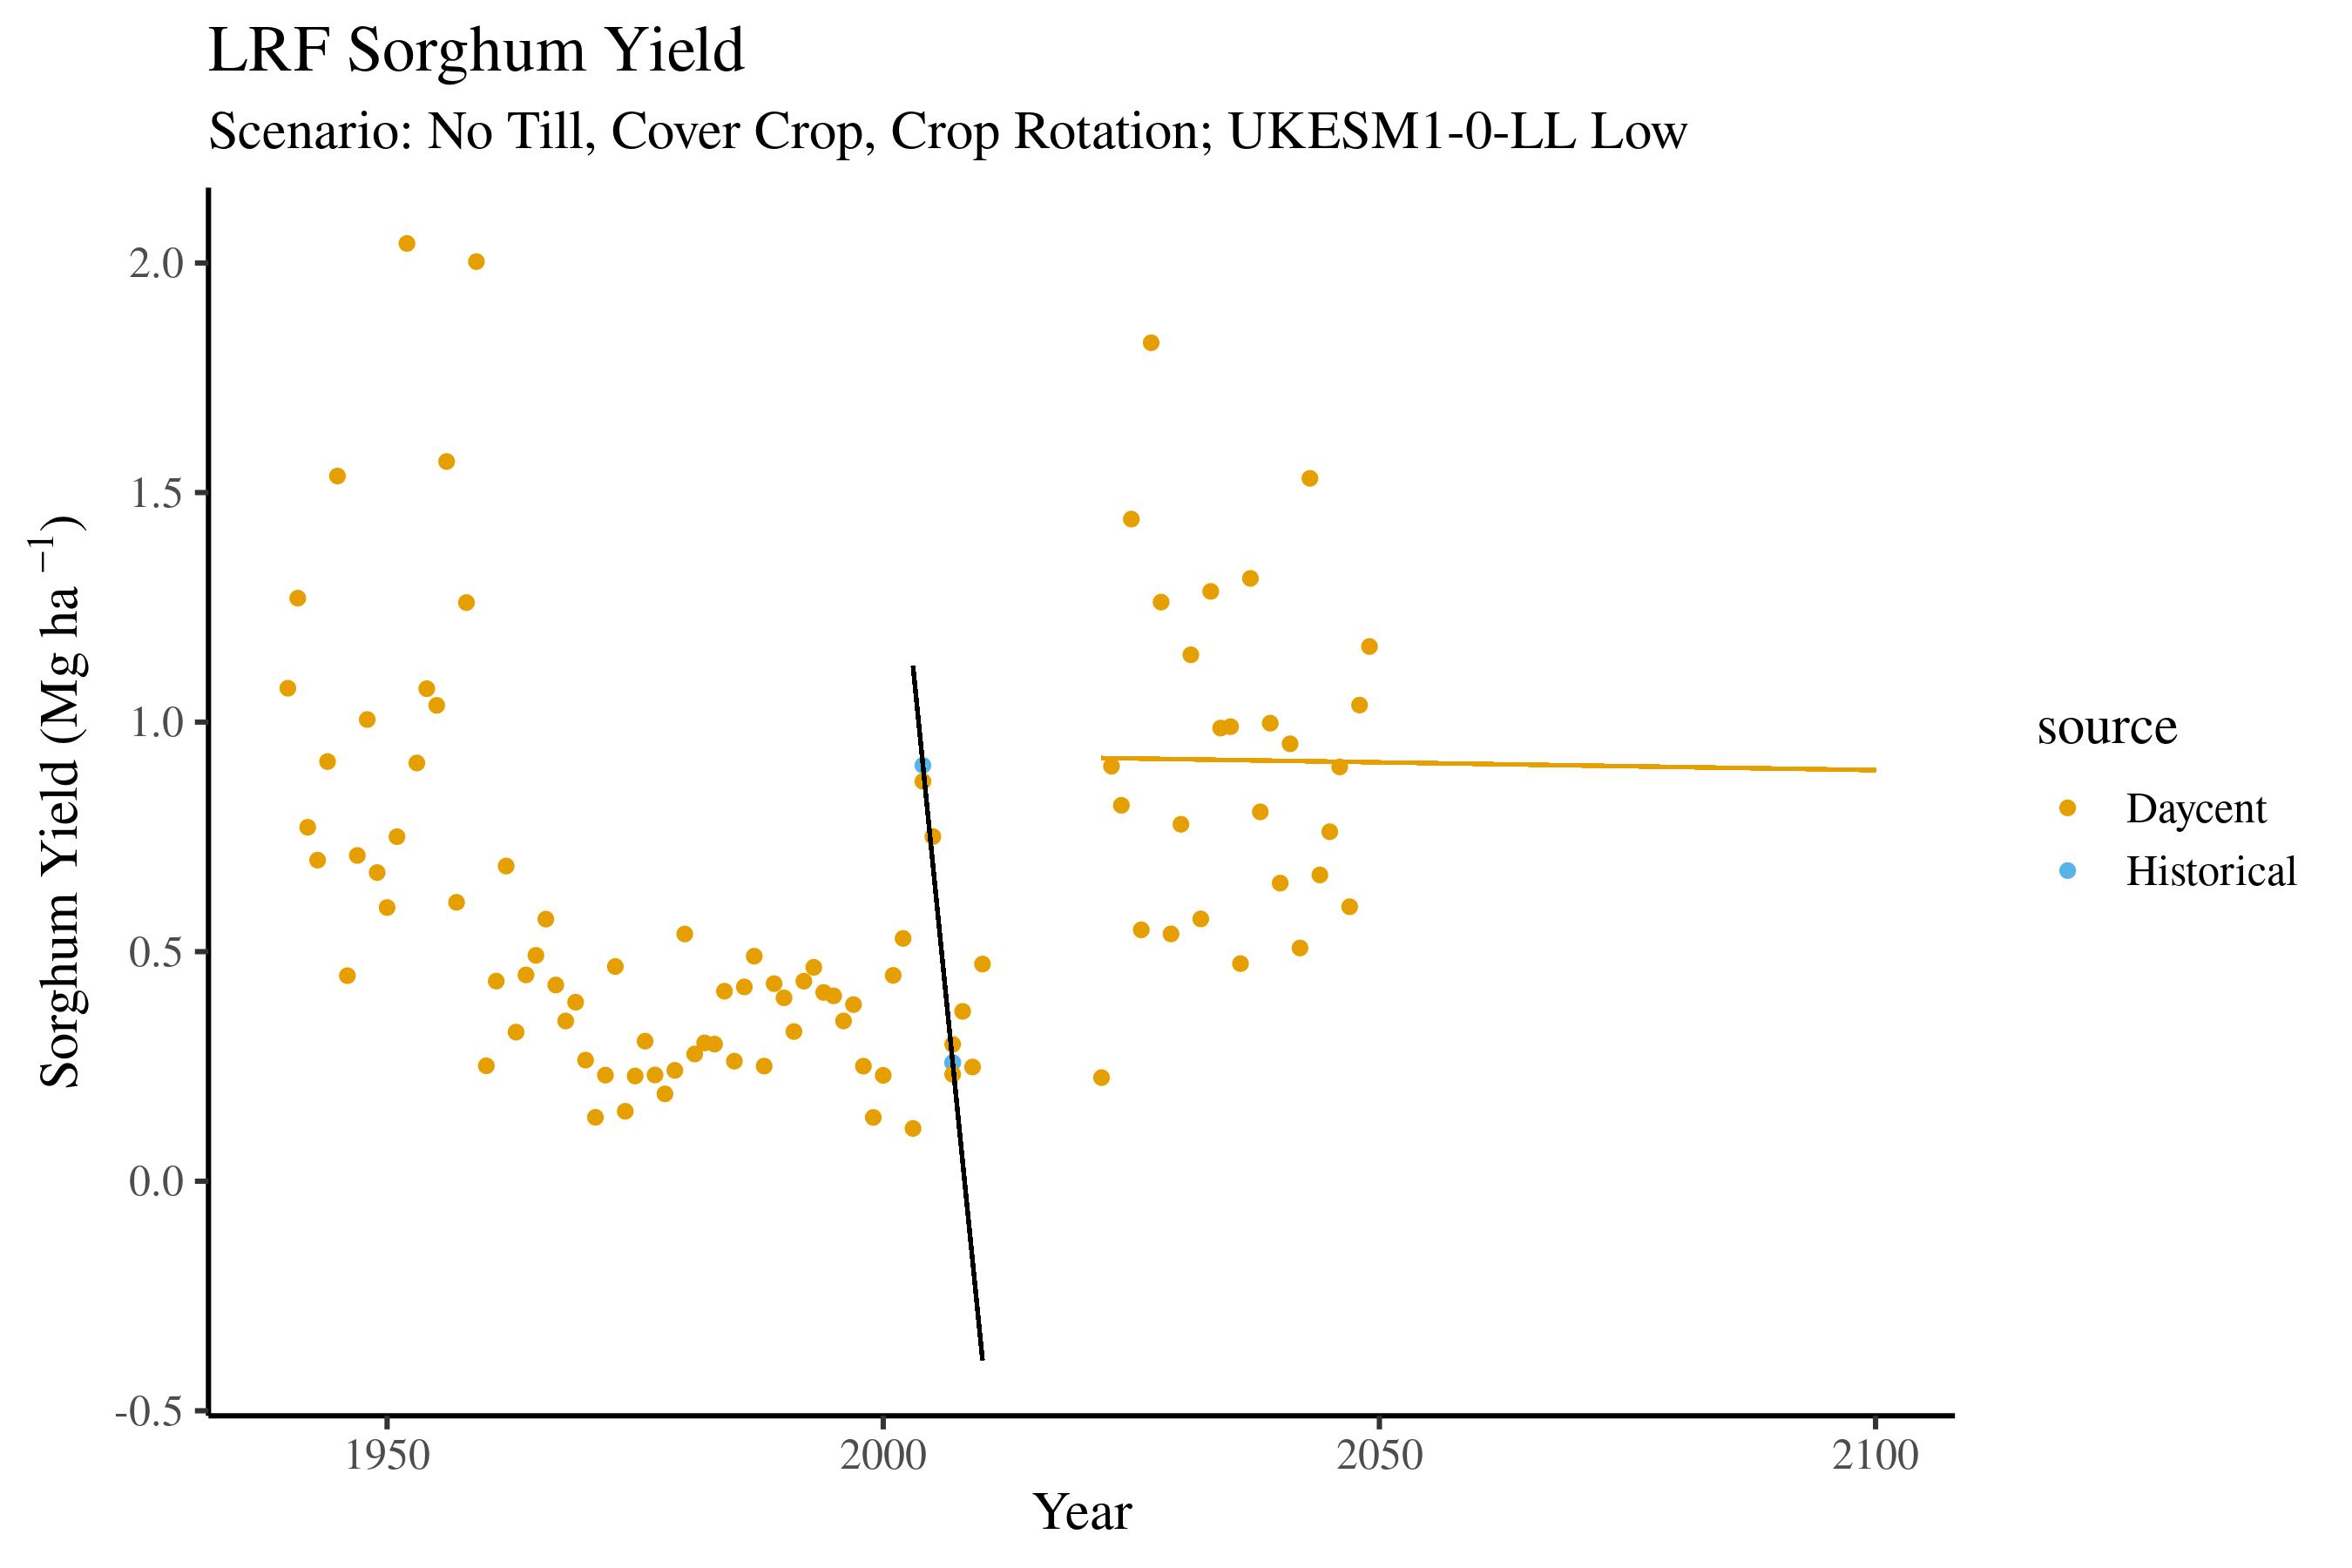 LRF Sorghum Yield
Scenario: No Till, Cover Crop, Crop Rotation; UKESM1-0-LL Low
Sorghum Yield (Mg ha −1)
2.0
1.5
1.0
0.5
0.0
-0.5
1950 2000 2050 2100
Year
source
Daycent
Historical